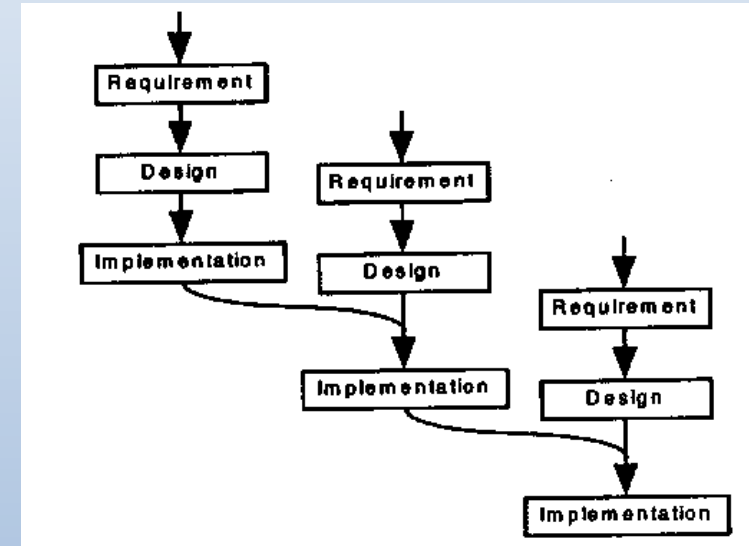 Requirement
Design
Implementation
Requirement
Design
Implementation
Requirement
Design
Implementation